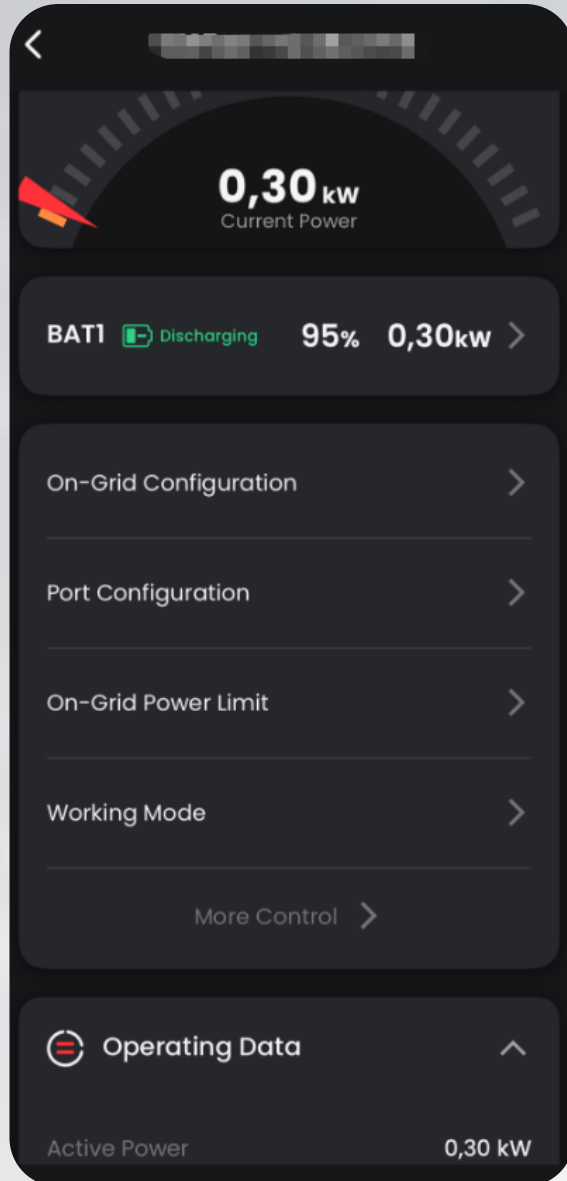 0,30 kW
Current Power
BAT1 Discharging 95% 0,30kW
On-Grid Configuration
Port Configuration
On-Grid Power Limit
Working Mode
More Control
Operating Data
Active Power 0,30 kW